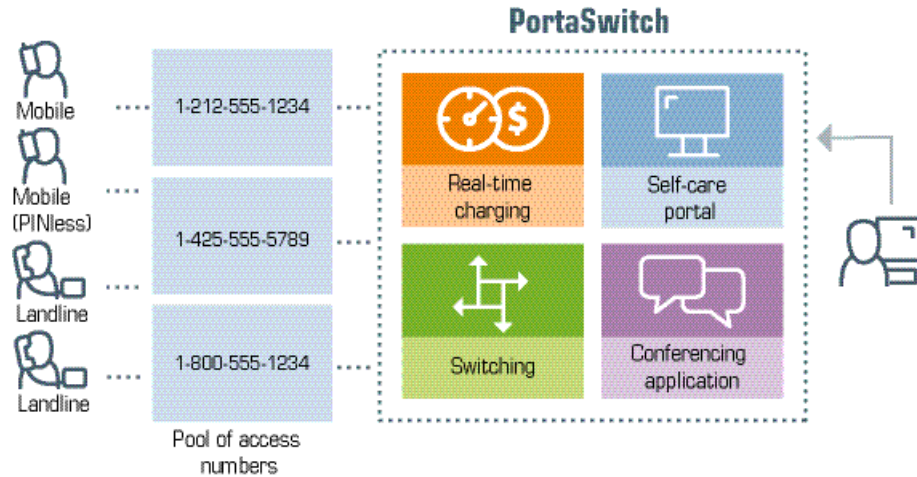 PortaSwitch
Mobile
Mobile
(PINless)
Landline
Landline
1-212-555-1234
1-425-555-5789
1-800-555-1234
Pool of access
numbers
Real-time
charging
Self-care
portal
Switching
Conferencing
application